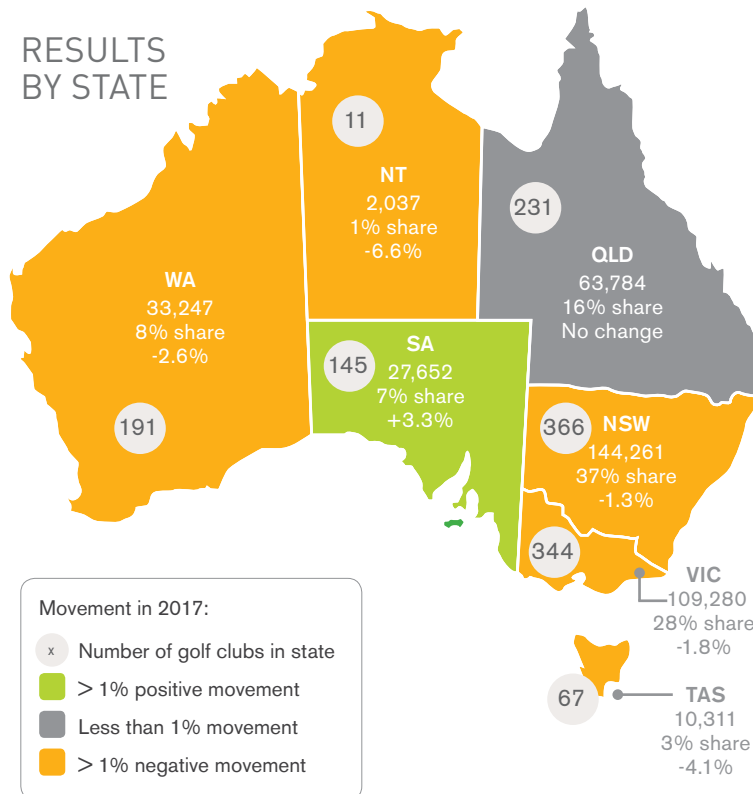 RESULTS
BY STATE
11
NT
2,037
1% share
-6.6%
231
QLD
63,784
16% share
No change
WA
33,247
8% share
-2.6%
191
145
SA
27,652
7% share
+3.3%
366
NSW
144,261
37% share
-1.3%
344
VIC
109,280
28% share
-1.8%
67
TAS
10,311
3% share
-4.1%
Movement in 2017:
x Number of golf clubs in state
> 1% positive movement
Less than 1% movement
> 1% negative movement